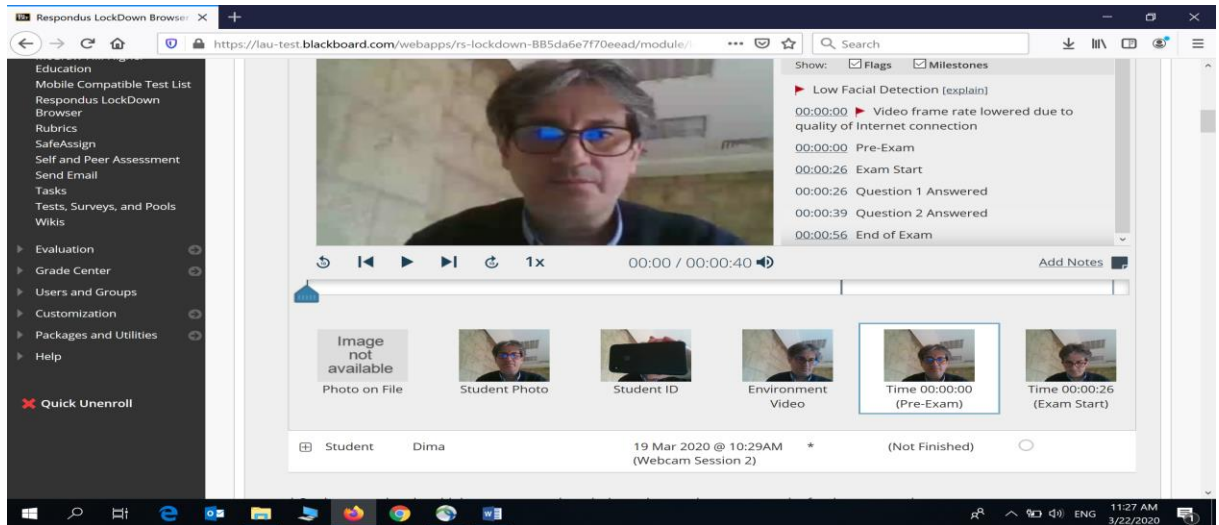 Respondus LockDown Browser
https://lau-test.blackboard.com/webapps/rs-lockdown-BB5da6e7f70eead/module/
Search
Education
Mobile Compatible Test List
Respondus LockDown
Browser
Rubrics
SafeAssign
Self and Peer Assessment
Send Email
Tasks
Tests, Surveys, and Pools
Wikis
Evaluation
Grade Center
Users and Groups
Customization
Packages and Utilities
Help
Quick Unenroll
Show: Flags Milestones
Low Facial Detection [explain]
00:00:00 Video frame rate lowered due to
quality of Internet connection
00:00:00 Pre-Exam
00:00:26 Exam Start
00:00:26 Question 1 Answered
00:00:39 Question 2 Answered
00:00:56 End of Exam
1x 00:00 / 00:00:40 Add Notes
Image
not
available
Photo on File
Student Photo
Student ID
Environment
Video
Time 00:00:00
(Pre-Exam)
Time 00:00:26
(Exam Start)
Student Dima 19 Mar 2020 @ 10:29AM * (Not Finished)
(Webcam Session 2)
ENG 11:27 AM
3/22/2020